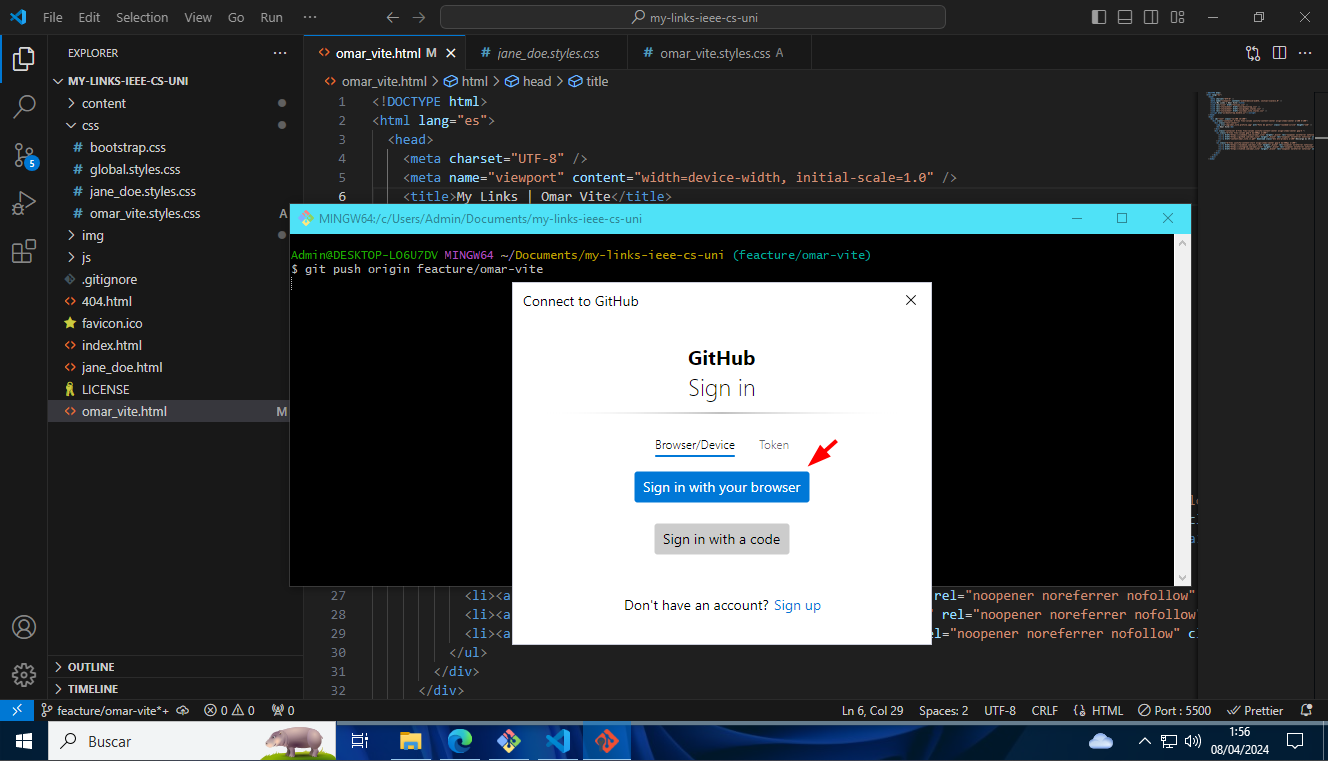 File Edit Selection View Go Run ··· my-links-ieee-cs-uni
EXPLORER ···
MY-LINKS-IEEE-CS-UNI
content
css
bootstrap.css
global.styles.css
jane_doe.styles.css
omar_vite.styles.css A
img
js
.gitignore
404.html
favicon.ico
index.html
jane_doe.html
LICENSE
omar_vite.html M
OUTLINE
TIMELINE
omar_vite.html M jane_doe.styles.css omar_vite.styles.css A
omar_vite.html > html > head > title
1 <!DOCTYPE html>
2 <html lang="es">
3 <head>
4 <meta charset="UTF-8" />
5 <meta name="viewport" content="width=device-width, initial-scale=1.0" />
6 <title>My Links | Omar Vite</title>
MINGW64:/c/Users/Admin/Documents/my-links-ieee-cs-uni
Admin@DESKTOP-LO6U7DV MINGW64 ~/Documents/my-links-ieee-cs-uni (feacture/omar-vite)
$ git push origin feacture/omar-vite
Connect to GitHub
GitHub
Sign in
Browser/Device Token
Sign in with your browser
Sign in with a code
Don't have an account? Sign up
27 <li><a rel="noopener noreferrer nofollow"
28 <li><a " rel="noopener noreferrer nofollow
29 <li><a el="noopener noreferrer nofollow" c
30 </ul>
31 </div>
32 </div>
feacture/omar-vite*+ 0 0 0 Ln 6, Col 29 Spaces: 2 UTF-8 CRLF HTML Port : 5500 Prettier
5
Buscar
1:56
08/04/2024